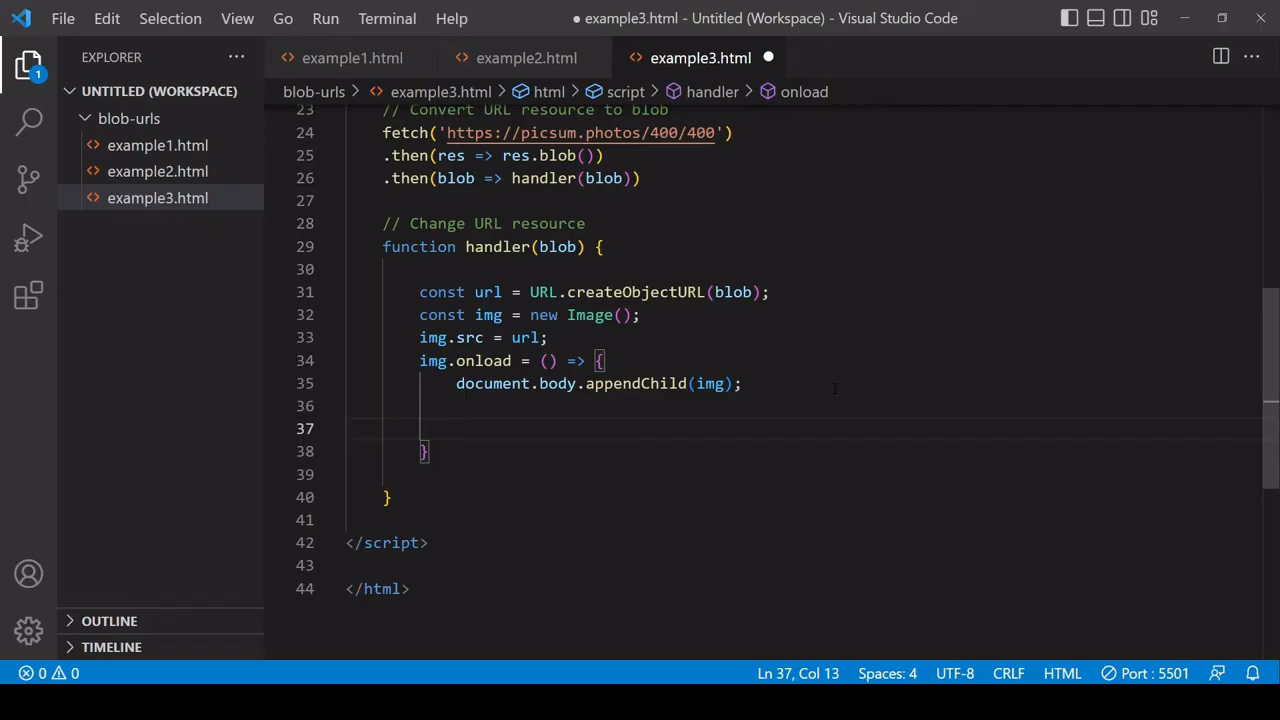 File Edit Selection View Go Run Terminal Help ● example3.html - Untitled (Workspace) - Visual Studio Code
EXPLORER ···
example1.html example2.html example3.html ●
UNTITLED (WORKSPACE)
blob-urls
example1.html
example2.html
example3.html
OUTLINE
TIMELINE
1
blob-urls > example3.html > html > script > handler > onload
23 // Convert URL resource to blob
24 fetch('https://picsum.photos/400/400')
25 .then(res => res.blob())
26 .then(blob => handler(blob))
27
28 // Change URL resource
29 function handler(blob) {
30
31 const url = URL.createObjectURL(blob);
32 const img = new Image();
33 img.src = url;
34 img.onload = () => {
35 document.body.appendChild(img);
36
37
38 }
39
40 }
41
42 </script>
43
44 </html>
0 0 Ln 37, Col 13 Spaces: 4 UTF-8 CRLF HTML Port : 5501